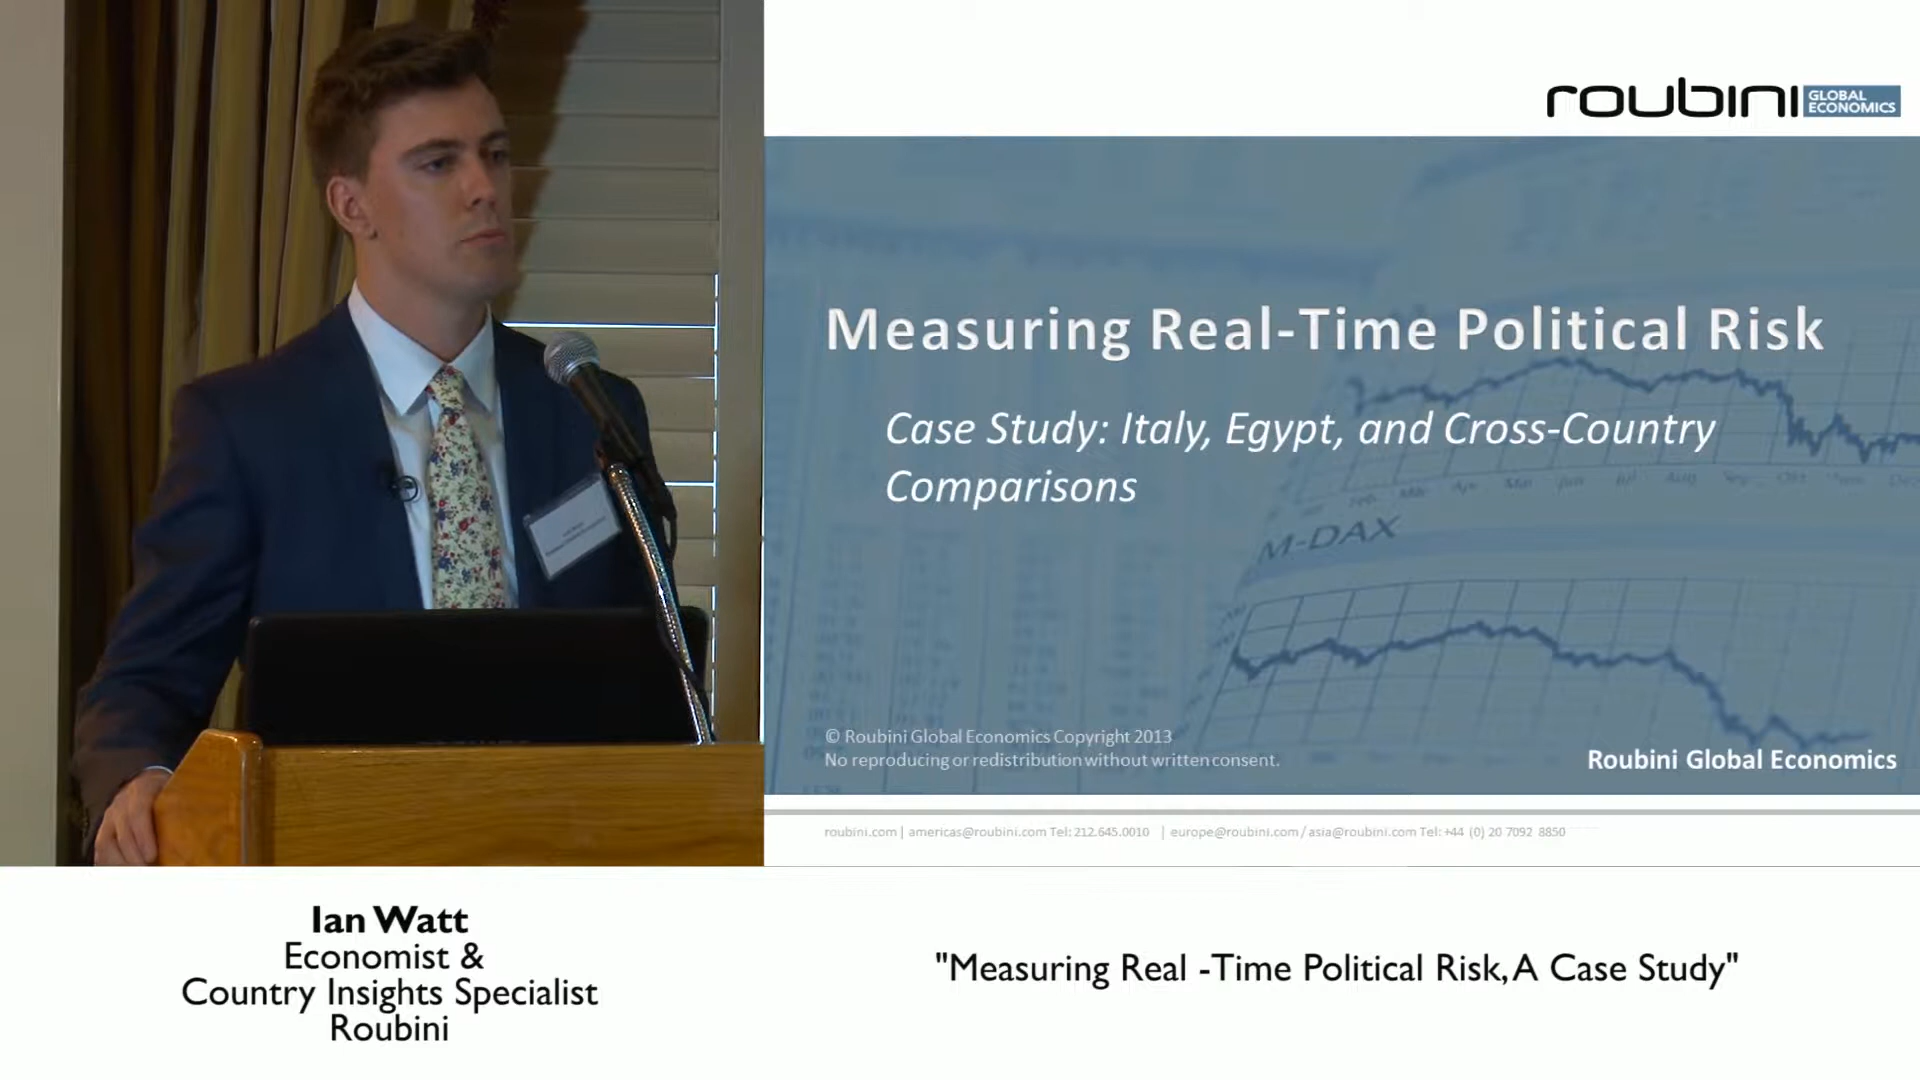 roubini GLOBAL
ECONOMICS
Measuring Real-Time Political Risk
Case Study: Italy, Egypt, and Cross-Country
Comparisons
M-DAX
© Roubini Global Economics Copyright 2013
No reproducing or redistribution without written consent.
Roubini Global Economics
roubini.com | americas@roubini.com Tel: 212.645.0010 | europe@roubini.com / asia@roubini.com Tel: +44 (0) 20 7092 8850
Ian Watt
Economist &
Country Insights Specialist
Roubini
"Measuring Real -Time Political Risk, A Case Study"